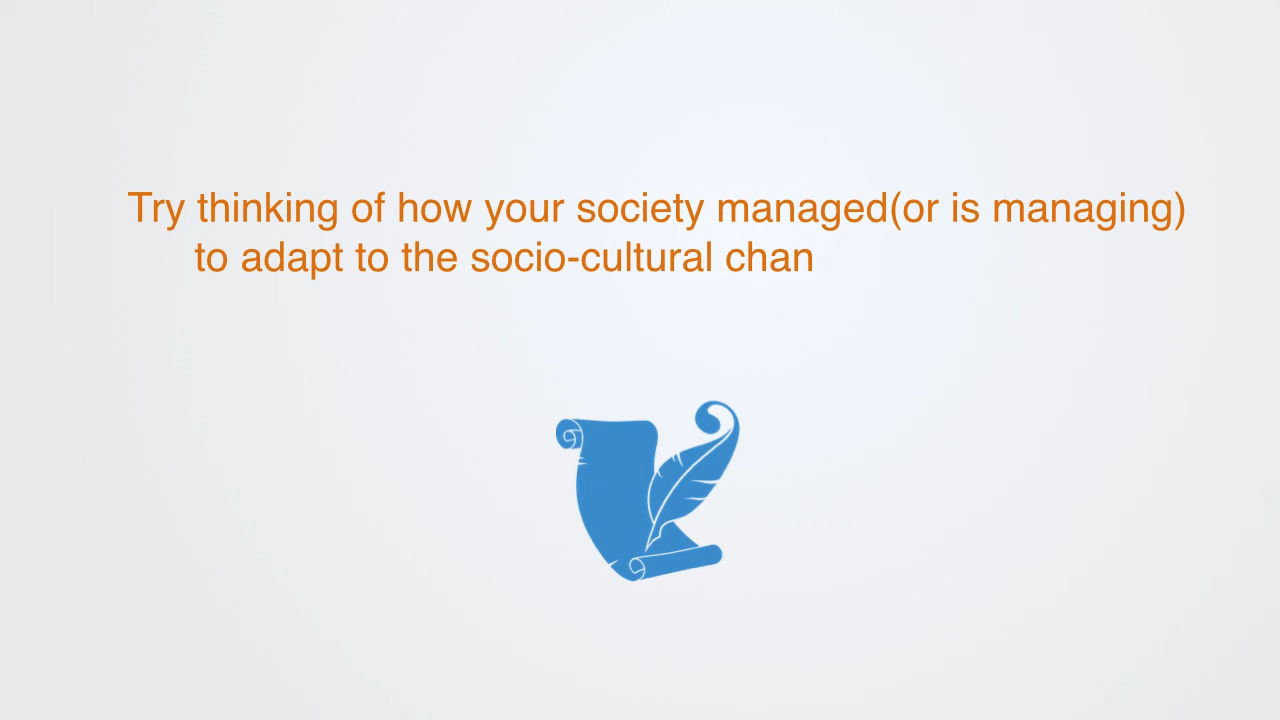 Try thinking of how your society managed(or is managing)
to adapt to the socio-cultural chan